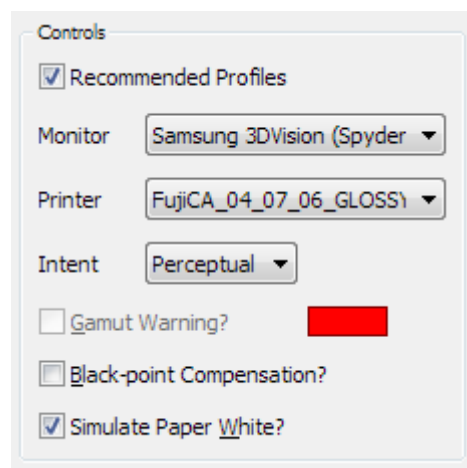 Controls
Recommended Profiles
Monitor Samsung 3DVision (Spyder
Printer FujiCA_04_07_06_GLOSSY
Intent Perceptual
Gamut Warning?
Black-point Compensation?
Simulate Paper White?